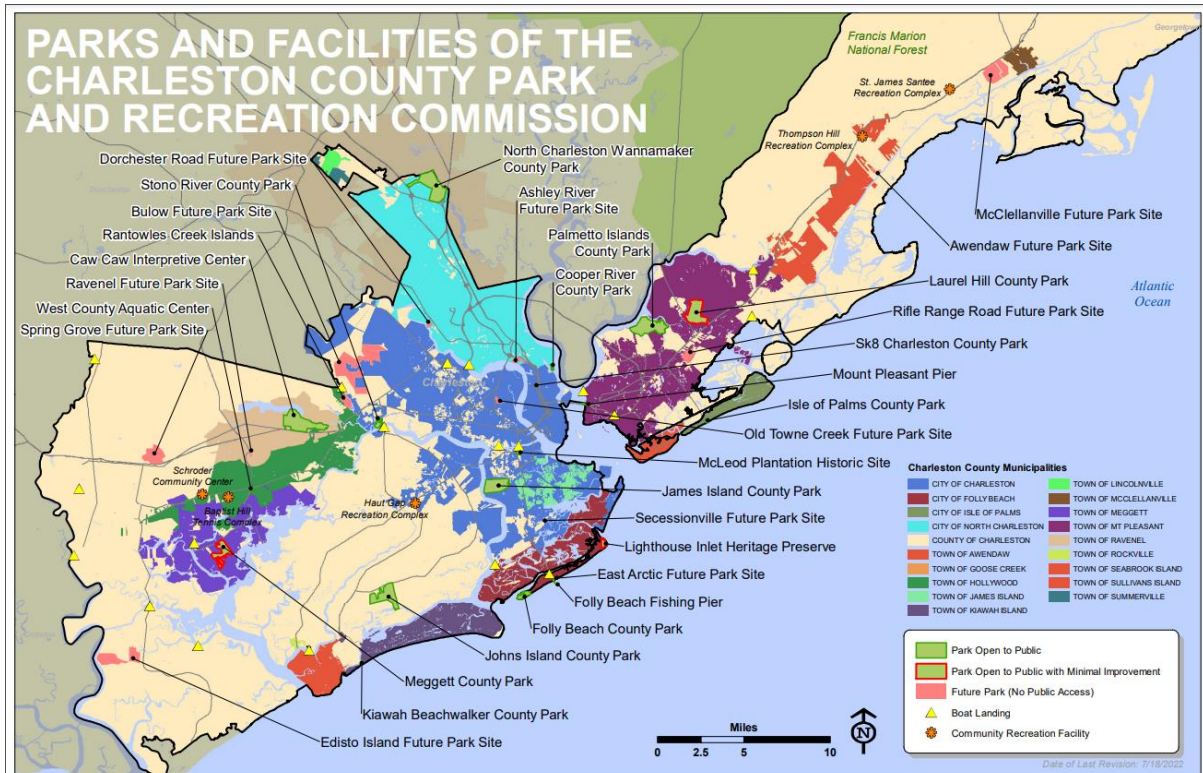 PARKS AND FACILITIES OF THE
CHARLESTON COUNTY PARK
AND RECREATION COMMISSION
Francis Marion
National Forest
St. James Santee
Recreation Complex
Thompson Hill
Recreation Complex
Dorchester Road Future Park Site
Stono River County Park
Bulow Future Park Site
Rantowles Creek Islands
Caw Caw Interpretive Center
Ravenel Future Park Site
West County Aquatic Center
Spring Grove Future Park Site
North Charleston Wannamaker
County Park
Ashley River
Future Park Site
Palmetto Islands
County Park
Cooper River
County Park
McClellanville Future Park Site
Awendaw Future Park Site
Laurel Hill County Park
Atlantic
Ocean
Rifle Range Road Future Park Site
Sk8 Charleston County Park
Mount Pleasant Pier
Isle of Palms County Park
Old Towne Creek Future Park Site
McLeod Plantation Historic Site
James Island County Park
Secessionville Future Park Site
Lighthouse Inlet Heritage Preserve
East Arctic Future Park Site
Folly Beach Fishing Pier
Folly Beach County Park
Johns Island County Park
Meggett County Park
Kiawah Beachwalker County Park
Edisto Island Future Park Site
Charleston
Schroder
Community Center
Baptist Hill
Tennis Complex
Haut Gap
Recreation Complex
Charleston County Municipalities
CITY OF CHARLESTON
CITY OF FOLLY BEACH
CITY OF ISLE OF PALMS
CITY OF NORTH CHARLESTON
COUNTY OF CHARLESTON
TOWN OF AWENDAW
TOWN OF GOOSE CREEK
TOWN OF HOLLYWOOD
TOWN OF JAMES ISLAND
TOWN OF KIAWAH ISLAND
TOWN OF LINCOLNVILLE
TOWN OF MCCLELLANVILLE
TOWN OF MEGGETT
TOWN OF MT PLEASANT
TOWN OF RAVENEL
TOWN OF ROCKVILLE
TOWN OF SEABROOK ISLAND
TOWN OF SULLIVANS ISLAND
TOWN OF SUMMERVILLE
Park Open to Public
Park Open to Public with Minimal Improvement
Future Park (No Public Access)
Boat Landing
Community Recreation Facility
Miles
0 2.5 5 10
N
Date of Last Revision: 7/18/2022